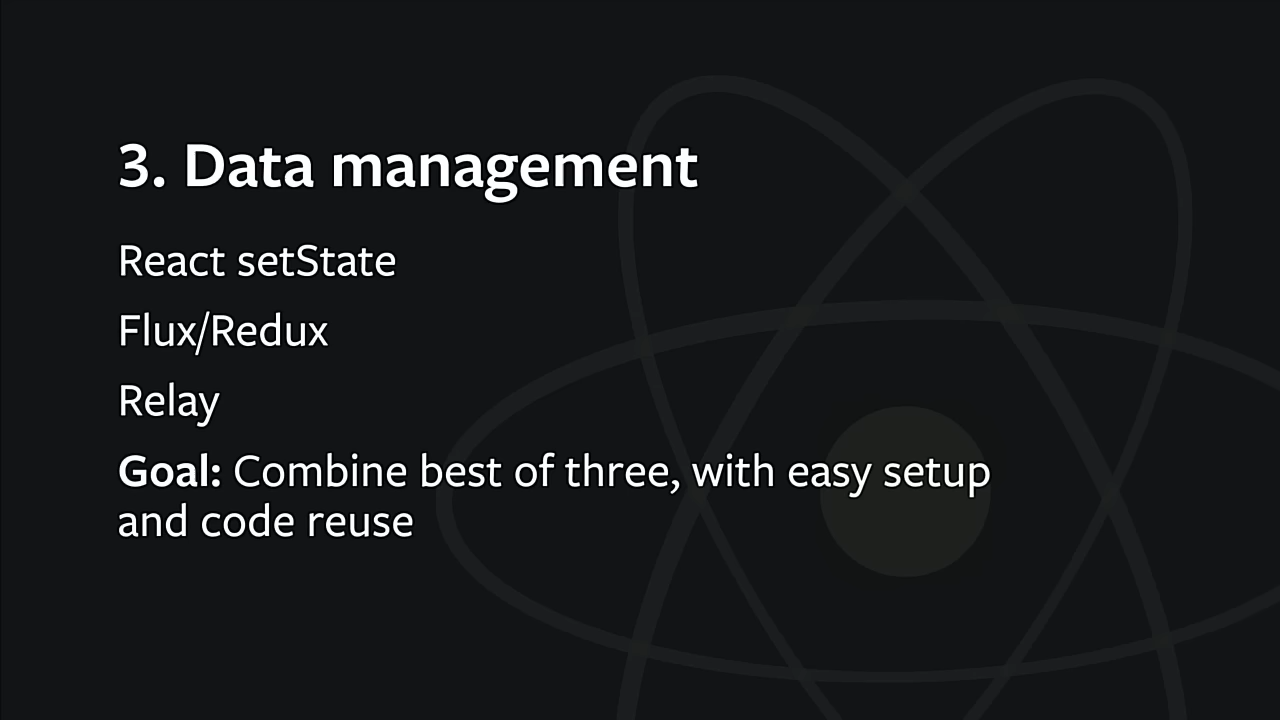 3. Data management
React setState
Flux/Redux
Relay
Goal: Combine best of three, with easy setup
and code reuse